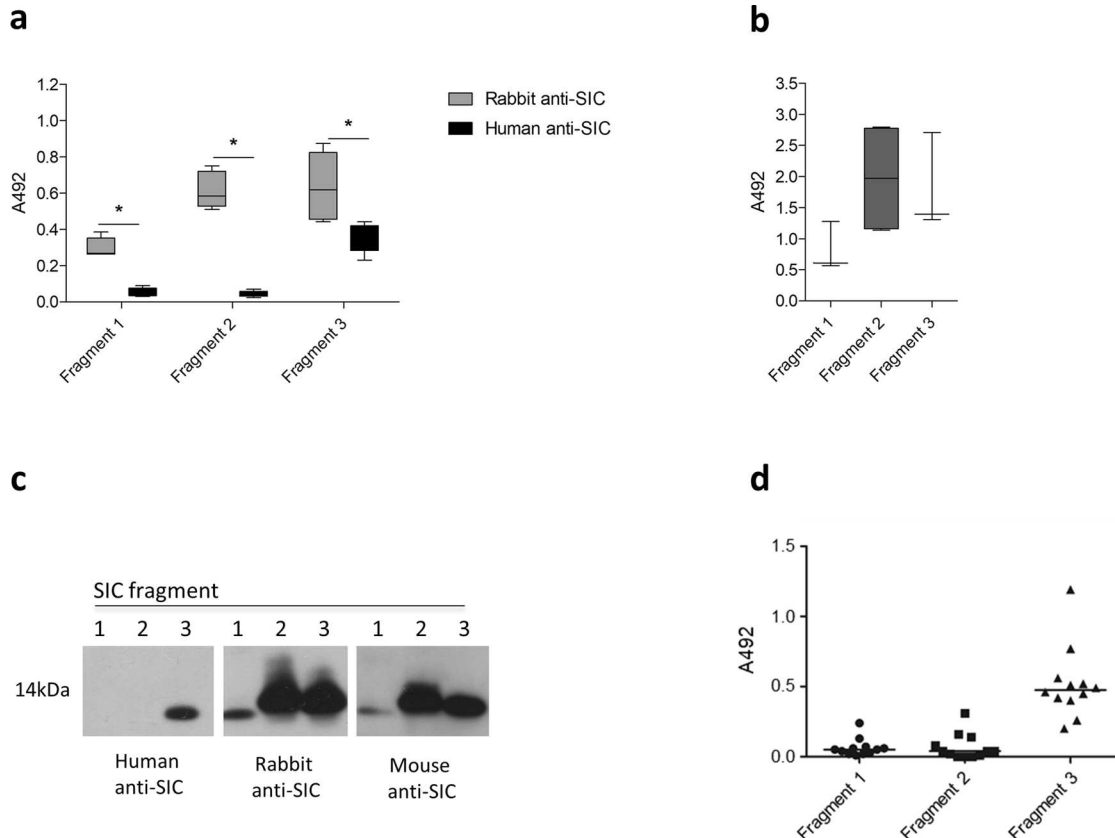 a
1.2
1.0
0.8
0.6
0.4
0.2
0.0
A492
*
*
*
Fragment 1
Fragment 2
Fragment 3
Rabbit anti-SIC
Human anti-SIC
b
3.5
3.0
2.5
2.0
1.5
1.0
0.5
0.0
A492
Fragment 1
Fragment 2
Fragment 3
c
SIC fragment
1 2 3 1 2 3 1 2 3
14kDa
Human
anti-SIC
Rabbit
anti-SIC
Mouse
anti-SIC
d
1.5
1.0
0.5
0.0
A492
Fragment 1
Fragment 2
Fragment 3